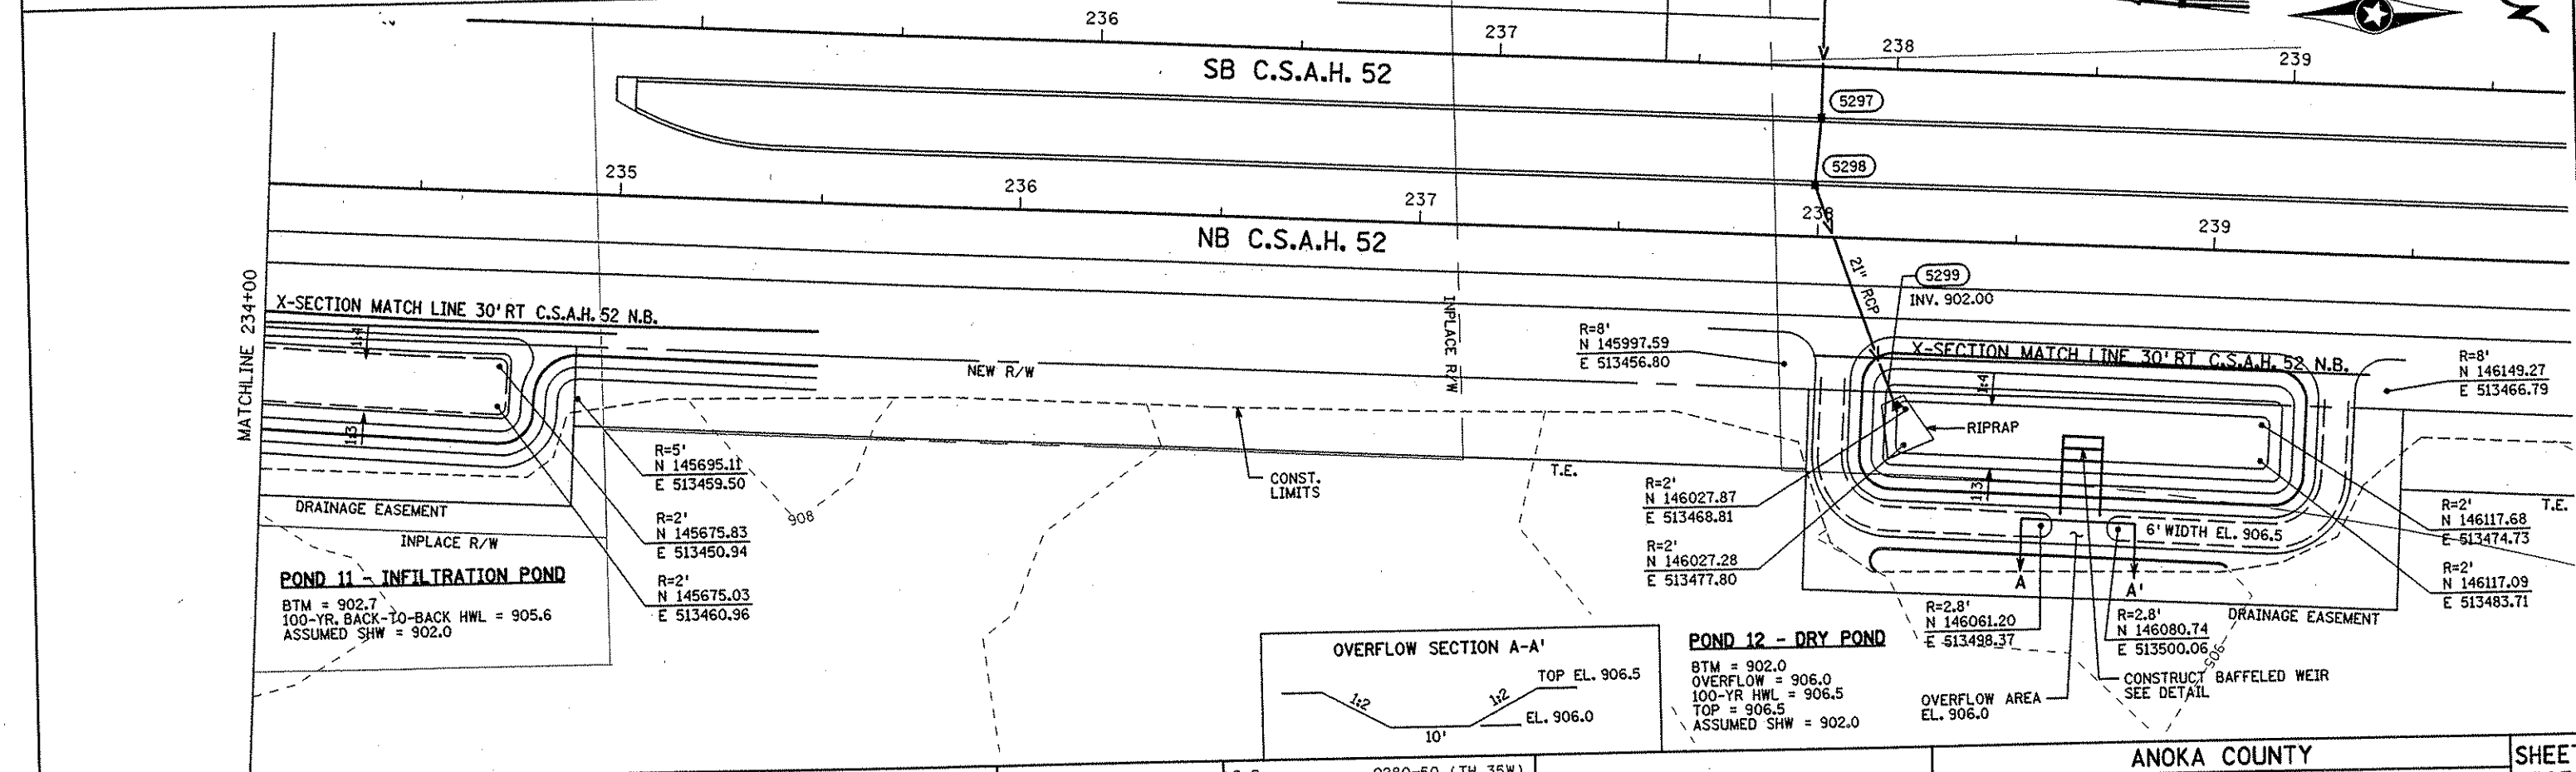 236
237
238
239
SB C.S.A.H. 52
5297
5298
235
236
237
238
239
NB C.S.A.H. 52
21" RCP
5299
INV. 902.00
MATCHLINE 234+00
X-SECTION MATCH LINE 30' RT C.S.A.H. 52 N.B.
1:4
1:3
NEW R/W
INPLACE R/W
R=8'
N 145997.59
E 513456.80
X-SECTION MATCH LINE 30' RT C.S.A.H. 52 N.B.
1:4
R=8'
N 146149.27
E 513466.79
RIPRAP
1:3
R=5'
N 145695.11
E 513459.50
CONST.
LIMITS
T.E.
908
R=2'
N 146027.87
E 513468.81
R=2'
N 146117.68
E 513474.73
T.E.
DRAINAGE EASEMENT
INPLACE R/W
R=2'
N 145675.83
E 513450.94
R=2'
N 146027.28
E 513477.80
6' WIDTH EL. 906.5
R=2'
N 146117.09
E 513483.71
A
A'
POND 11 - INFILTRATION POND
BTM = 902.7
100-YR. BACK-TO-BACK HWL = 905.6
ASSUMED SHW = 902.0
R=2'
N 145675.03
E 513460.96
R=2.8'
N 146061.20
E 513498.37
R=2.8'
N 146080.74
E 513500.06
DRAINAGE EASEMENT
905
OVERFLOW SECTION A-A'
TOP EL. 906.5
1:2
1:2
EL. 906.0
10'
POND 12 - DRY POND
BTM = 902.0
OVERFLOW = 906.0
100-YR HWL = 906.5
TOP = 906.5
ASSUMED SHW = 902.0
CONSTRUCT BAFFELED WEIR
SEE DETAIL
OVERFLOW AREA
EL. 906.0
ANOKA COUNTY
SHEET